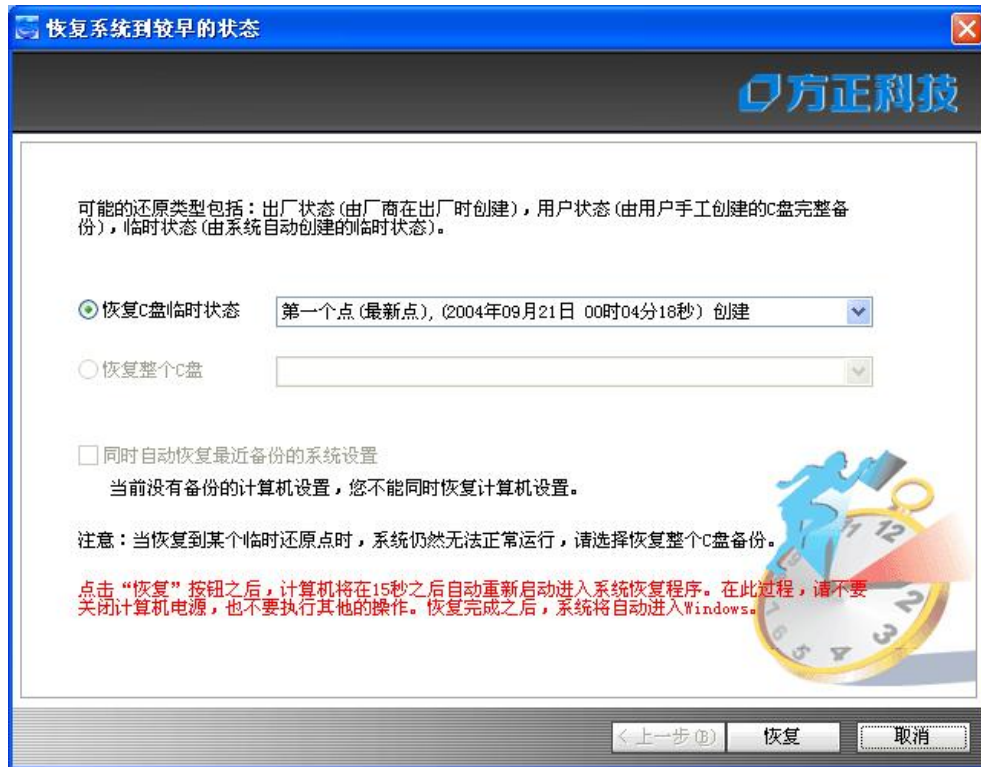 恢复系统到较早的状态
方正科技
可能的还原类型包括：出厂状态(由厂商在出厂时创建)，用户状态(由用户手工创建的C盘完整备
份)，临时状态(由系统自动创建的临时状态)。
恢复C盘临时状态 第一个点(最新点), (2004年09月21日 00时04分18秒) 创建
恢复整个C盘
同时自动恢复最近备份的系统设置
当前没有备份的计算机设置，您不能同时恢复计算机设置。
注意：当恢复到某个临时还原点时，系统仍然无法正常运行，请选择恢复整个C盘备份。
点击“恢复”按钮之后，计算机将在15秒之后自动重新启动进入系统恢复程序。在此过程，请不要
关闭计算机电源，也不要执行其他的操作。恢复完成之后，系统将自动进入Windows。
11 12 2 3 4 5 6 7
<上一步(B) 恢复 取消